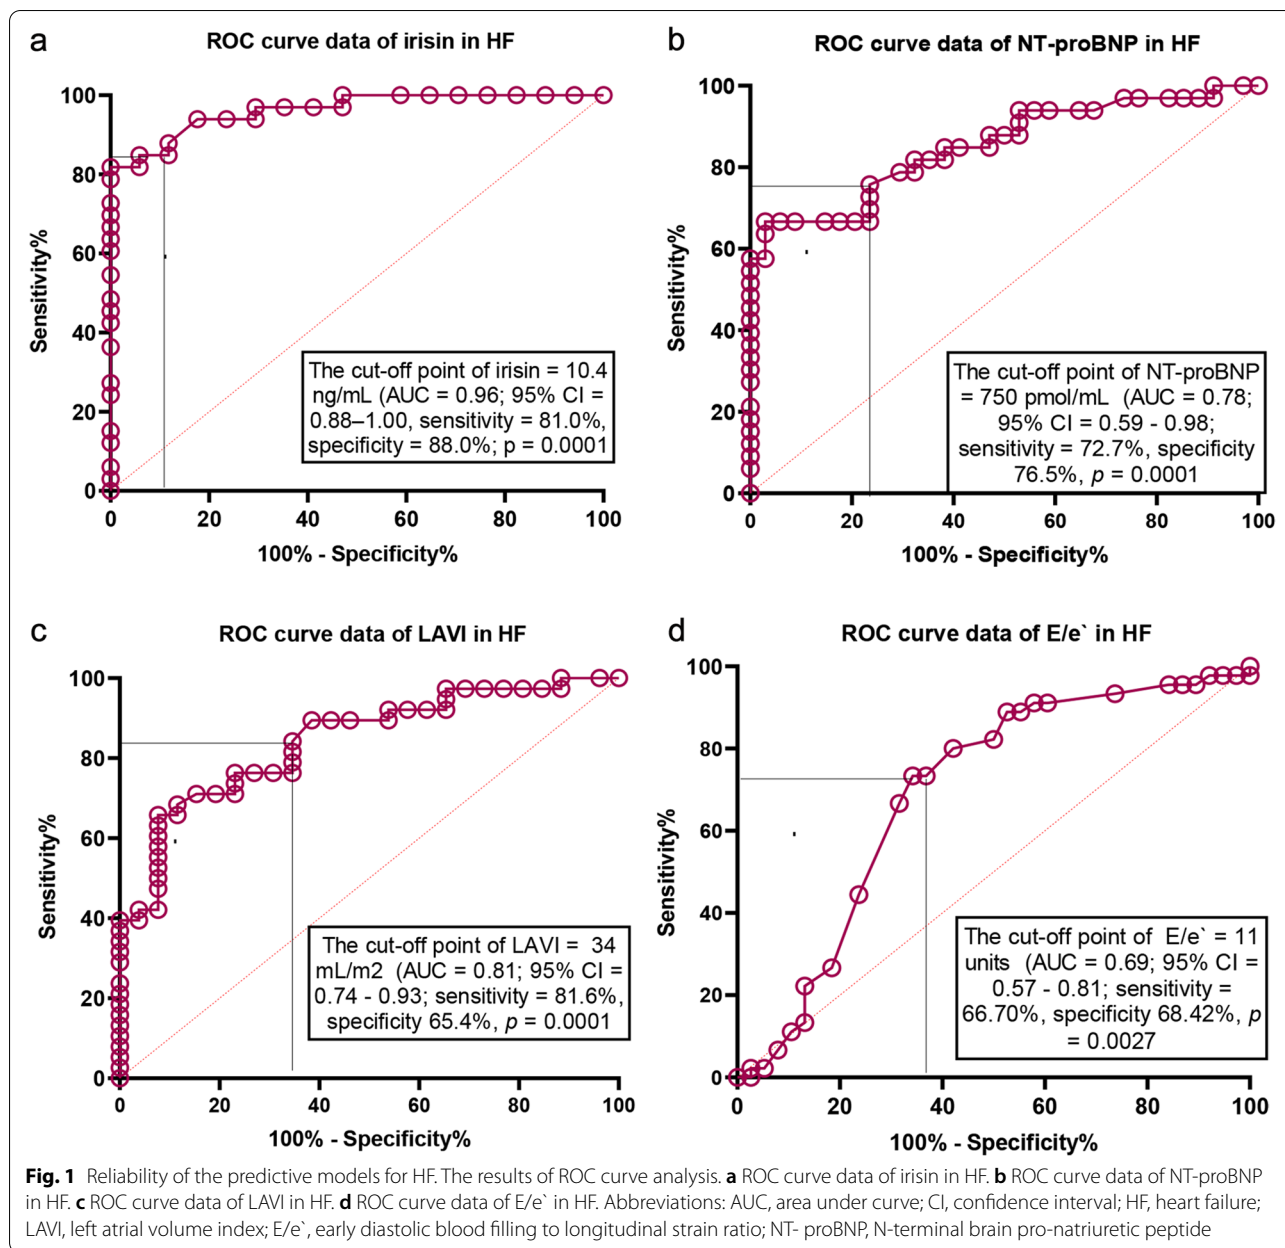 a
ROC curve data of irisin in HF
100
80
60
40
20
0
Sensitivity%
The cut-off point of irisin = 10.4
ng/mL (AUC = 0.96; 95% CI =
0.88–1.00, sensitivity = 81.0%,
specificity = 88.0%; p = 0.0001
0 20 40 60 80 100
100% - Specificity%
b
ROC curve data of NT-proBNP in HF
100
80
60
40
20
0
Sensitivity%
The cut-off point of NT-proBNP
= 750 pmol/mL (AUC = 0.78;
95% CI = 0.59 - 0.98;
sensitivity = 72.7%, specificity
76.5%, p = 0.0001
0 20 40 60 80 100
100% - Specificity%
c
ROC curve data of LAVI in HF
100
80
60
40
20
0
Sensitivity%
The cut-off point of LAVI = 34
mL/m2 (AUC = 0.81; 95% CI =
0.74 - 0.93; sensitivity = 81.6%,
specificity 65.4%, p = 0.0001
0 20 40 60 80 100
100% - Specificity%
d
ROC curve data of E/e` in HF
100
80
60
40
20
0
Sensitivity%
The cut-off point of E/e` = 11
units (AUC = 0.69; 95% CI =
0.57 - 0.81; sensitivity =
66.70%, specificity 68.42%, p
= 0.0027
0 20 40 60 80 100
100% - Specificity%
Fig. 1 Reliability of the predictive models for HF. The results of ROC curve analysis. a ROC curve data of irisin in HF. b ROC curve data of NT-proBNP
in HF. c ROC curve data of LAVI in HF. d ROC curve data of E/e` in HF. Abbreviations: AUC, area under curve; CI, confidence interval; HF, heart failure;
LAVI, left atrial volume index; E/e`, early diastolic blood filling to longitudinal strain ratio; NT- proBNP, N-terminal brain pro-natriuretic peptide